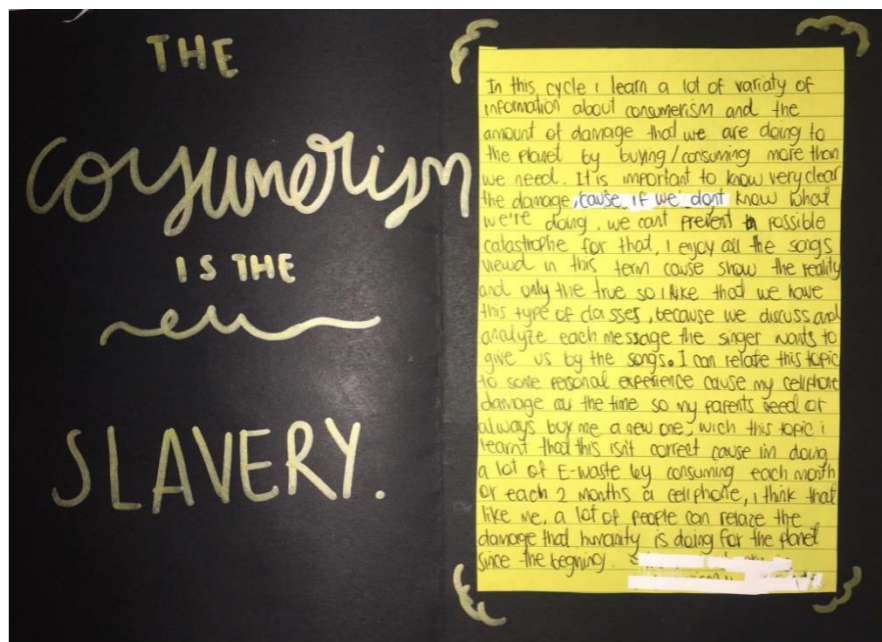 THE
Consumerism
IS THE
SLAVERY.
In this cycle i learn a lot of variaty of
information about consumerism and the
amount of damage that we are doing to
the planet by buying/consuming more than
we need. It is important to know very clear
the damage, cause if we dont know what
we're doing, we cant prevent a possible
catastrophe for that, i enjoy all the songs
viewd in this term cause show the reality
and only the true so i like that we have
this type of classes, because we discuss and
analyze each message the singer wants to
give us by the songs. I can relate this topic
to some personal experience cause my cellphone
damage all the time so my parents need or
always buy me a new one, wich this topic i
learnt that this isn't correct cause im doing
a lot of E-waste by consuming each month
or each 2 months a cellphone, i think that
like me, a lot of people can relaze the
damage that humanity is doing for the planet
since the begning.